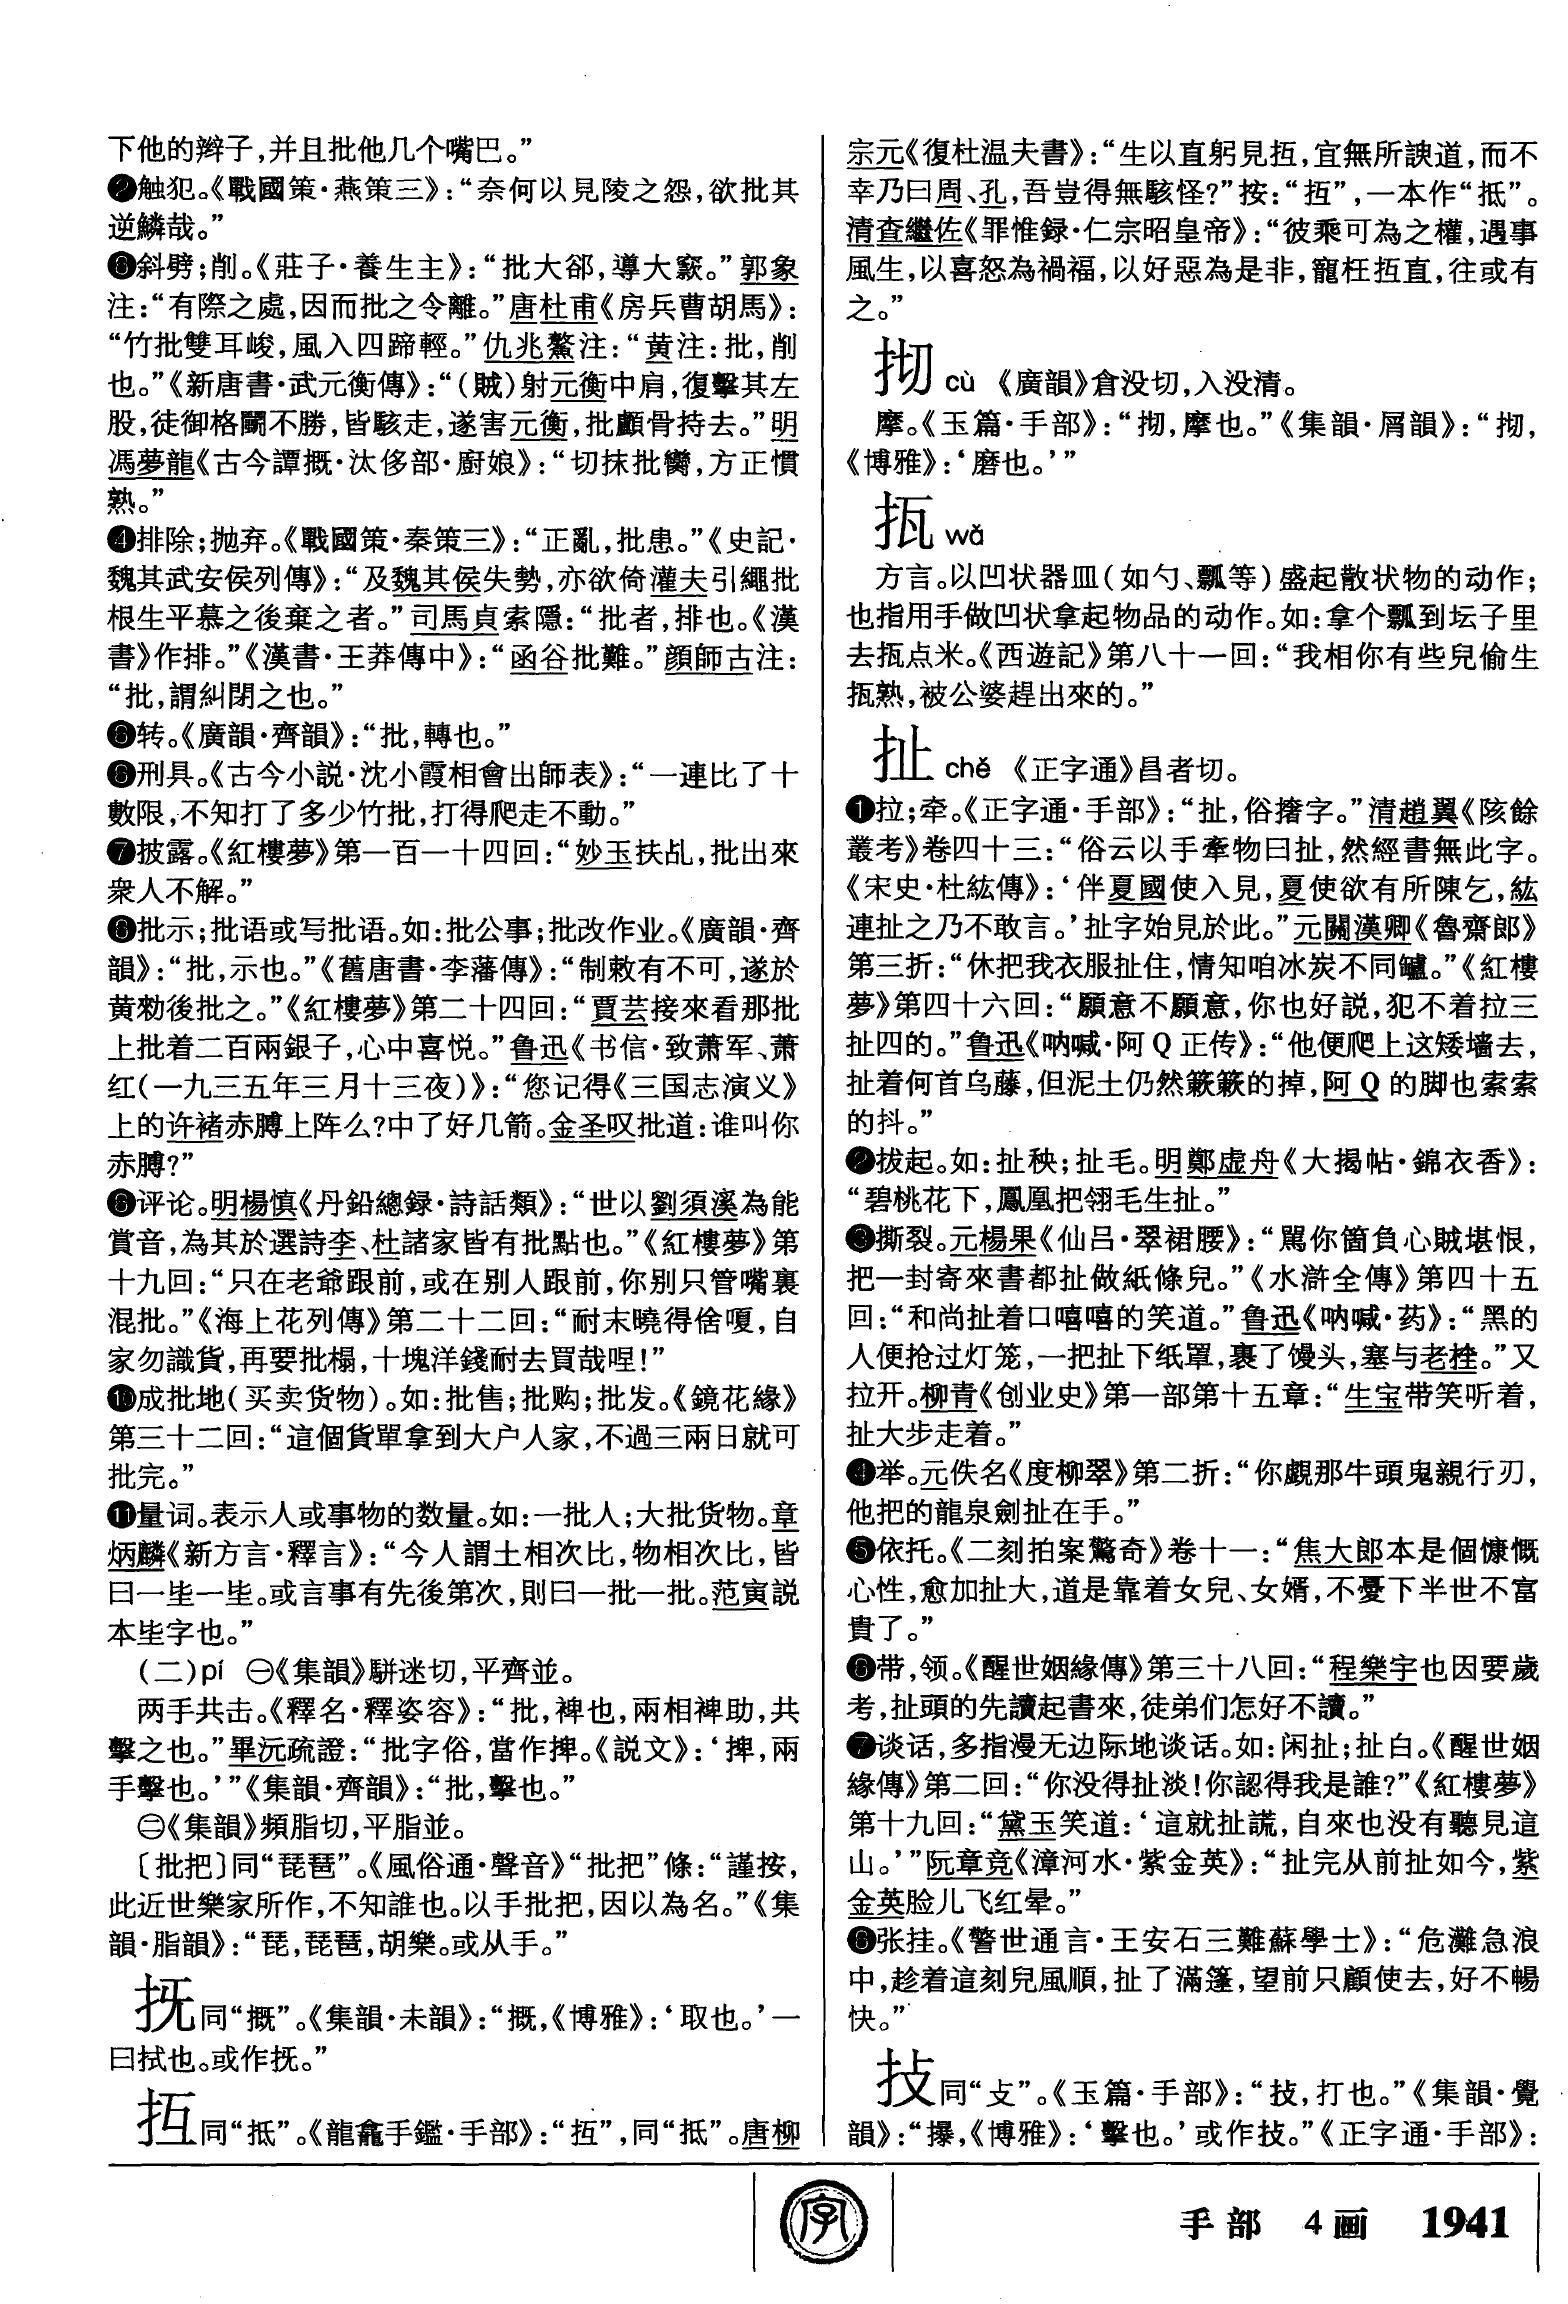 下他的辫子,并且批他几个嘴巴。”
❷触犯。《戰國策·燕策三》:“奈何以見陵之怨,欲批其
逆鱗哉。”
❸斜劈;削。《莊子·養生主》:“批大郤,導大窾。”郭象
注:“有際之處,因而批之令離。”唐杜甫《房兵曹胡馬》:
“竹批雙耳峻,風入四蹄輕。”仇兆鰲注:“黄注:批,削
也。”《新唐書·武元衡傳》:“(賊)射元衡中肩,復擊其左
股,徒御格鬭不勝,皆駭走,遂害元衡,批顱骨持去。”明
馮夢龍《古今譚概·汰侈部·廚娘》:“切抹批臠,方正慣
熟。”
❹排除;抛弃。《戰國策·秦策三》:“正亂,批患。”《史記·
魏其武安侯列傳》:“及魏其侯失勢,亦欲倚灌夫引繩批
根生平慕之後棄之者。”司馬貞索隱:“批者,排也。《漢
書》作排。”《漢書·王莽傳中》:“函谷批難。”顔師古注:
“批,謂糾閉之也。”
❺转。《廣韻·齊韻》:“批,轉也。”
❻刑具。《古今小説·沈小霞相會出師表》:“一連比了十
數限,不知打了多少竹批,打得爬走不動。”
❼披露。《紅樓夢》第一百一十四回:“妙玉扶乩,批出來
衆人不解。”
❽批示;批语或写批语。如:批公事;批改作业。《廣韻·齊
韻》:“批,示也。”《舊唐書·李藩傳》:“制敕有不可,遂於
黄勑後批之。”《紅樓夢》第二十四回:“賈芸接來看那批
上批着二百兩銀子,心中喜悦。”鲁迅《书信·致萧军、萧
红(一九三五年三月十三夜)》:“您记得《三国志演义》
上的许褚赤膊上阵么?中了好几箭。金圣叹批道:谁叫你
赤膊?”
❾评论。明楊慎《丹鉛總録·詩話類》:“世以劉須溪為能
賞音,為其於選詩李、杜諸家皆有批點也。”《紅樓夢》第
十九回:“只在老爺跟前,或在别人跟前,你别只管嘴裏
混批。”《海上花列傳》第二十二回:“耐末曉得倽嗄,自
家勿識貨,再要批榻,十塊洋錢耐去買哉哩!”
❿成批地(买卖货物)。如:批售;批购;批发。《鏡花緣》
第三十二回:“這個貨單拿到大户人家,不過三兩日就可
批完。”
⓫量词。表示人或事物的数量。如:一批人;大批货物。章
炳麟《新方言·釋言》:“今人謂土相次比,物相次比,皆
曰一坒一坒。或言事有先後第次,則曰一批一批。范寅説
本坒字也。”
(二)pí ㊀《集韻》駢迷切,平齊並。
两手共击。《釋名·釋姿容》:“批,裨也,兩相裨助,共
擊之也。”畢沅疏證:“批字俗,當作捭。《説文》:‘捭,兩
手擊也。’”《集韻·齊韻》:“批,擊也。”
㊁《集韻》頻脂切,平脂並。
〔批把〕同“琵琶”。《風俗通·聲音》“批把”條:“謹按,
此近世樂家所作,不知誰也。以手批把,因以為名。”《集
韻·脂韻》:“琵,琵琶,胡樂。或从手。”
抚同“摡”。《集韻·未韻》:“摡,《博雅》:‘取也。’一
曰拭也。或作抚。”
㧗同“抵”。《龍龕手鑑·手部》:“㧗”,同“抵”。唐柳
宗元《復杜温夫書》:“生以直躬見㧗,宜無所諛道,而不
幸乃曰周、孔,吾豈得無駭怪?”按:“㧗”,一本作“抵”。
清查繼佐《罪惟録·仁宗昭皇帝》:“彼乘可為之權,遇事
風生,以喜怒為禍福,以好惡為是非,寵枉㧗直,往或有
之。”
㧚 cù 《廣韻》倉没切,入没清。
摩。《玉篇·手部》:“㧚,摩也。”《集韻·屑韻》:“㧚,
《博雅》:‘磨也。’”
㧚 wǎ
方言。以凹状器皿(如勺、瓢等)盛起散状物的动作;
也指用手做凹状拿起物品的动作。如:拿个瓢到坛子里
去㧚点米。《西遊記》第八十一回:“我相你有些兒偷生
㧚熟,被公婆趕出來的。”
扯 chě 《正字通》昌者切。
❶拉;牵。《正字通·手部》:“扯,俗撦字。”清趙翼《陔餘
叢考》卷四十三:“俗云以手牽物曰扯,然經書無此字。
《宋史·杜紘傳》:‘伴夏國使入見,夏使欲有所陳乞,紘
連扯之乃不敢言。’扯字始見於此。”元關漢卿《魯齋郎》
第三折:“休把我衣服扯住,情知咱冰炭不同罏。”《紅樓
夢》第四十六回:“願意不願意,你也好説,犯不着拉三
扯四的。”鲁迅《呐喊·阿Q正传》:“他便爬上这矮墙去,
扯着何首乌藤,但泥土仍然簌簌的掉,阿Q的脚也索索
的抖。”
❷拔起。如:扯秧;扯毛。明鄭虚舟《大揭帖·錦衣香》:
“碧桃花下,鳳凰把翎毛生扯。”
❸撕裂。元楊果《仙吕·翠裙腰》:“駡你箇負心賊堪恨,
把一封寄來書都扯做紙條兒。”《水滸全傳》第四十五
回:“和尚扯着口嘻嘻的笑道。”鲁迅《呐喊·药》:“黑的
人便抢过灯笼,一把扯下纸罩,裹了馒头,塞与老栓。”又
拉开。柳青《创业史》第一部第十五章:“生宝带笑听着,
扯大步走着。”
❹举。元佚名《度柳翠》第二折:“你覷那牛頭鬼親行刃,
他把的龍泉劍扯在手。”
❺依托。《二刻拍案驚奇》卷十一:“焦大郎本是個慷慨
心性,愈加扯大,道是靠着女兒、女婿,不憂下半世不富
貴了。”
❻带,领。《醒世姻緣傳》第三十八回:“程樂宇也因要歲
考,扯頭的先讀起書來,徒弟们怎好不讀。”
❼谈话,多指漫无边际地谈话。如:闲扯;扯白。《醒世姻
緣傳》第二回:“你没得扯淡!你認得我是誰?”《紅樓夢》
第十九回:“黛玉笑道:‘這就扯謊,自來也没有聽見這
山。’”阮章竞《漳河水·紫金英》:“扯完从前扯如今,紫
金英脸儿飞红晕。”
❽张挂。《警世通言·王安石三難蘇學士》:“危灘急浪
中,趁着這刻兒風順,扯了滿篷,望前只顧使去,好不暢
快。”
技同“攴”。《玉篇·手部》:“技,打也。”《集韻·覺
韻》:“㩧,《博雅》:‘擊也。’或作技。”《正字通·手部》:
字
手部 4画 1941